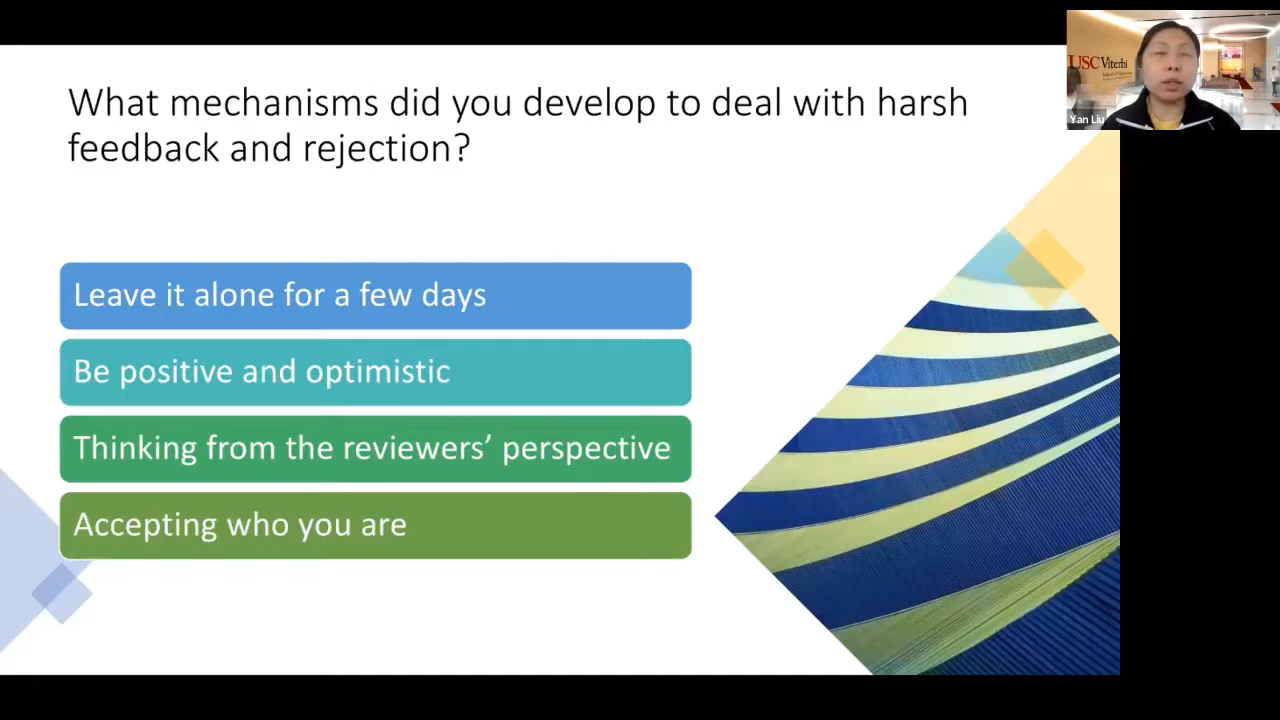 What mechanisms did you develop to deal with harsh
feedback and rejection?
Leave it alone for a few days
Be positive and optimistic
Thinking from the reviewers’ perspective
Accepting who you are
USC Viterbi
Yan Liu